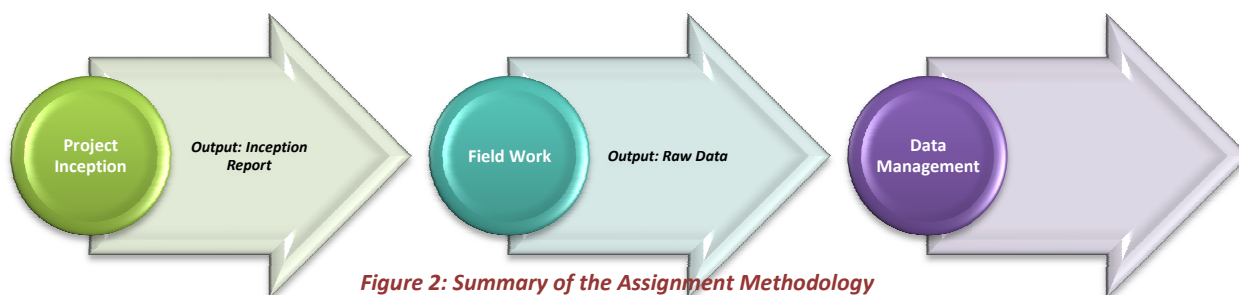 Project
Inception
Output: Inception
Report
Field Work
Output: Raw Data
Data
Management
Figure 2: Summary of the Assignment Methodology